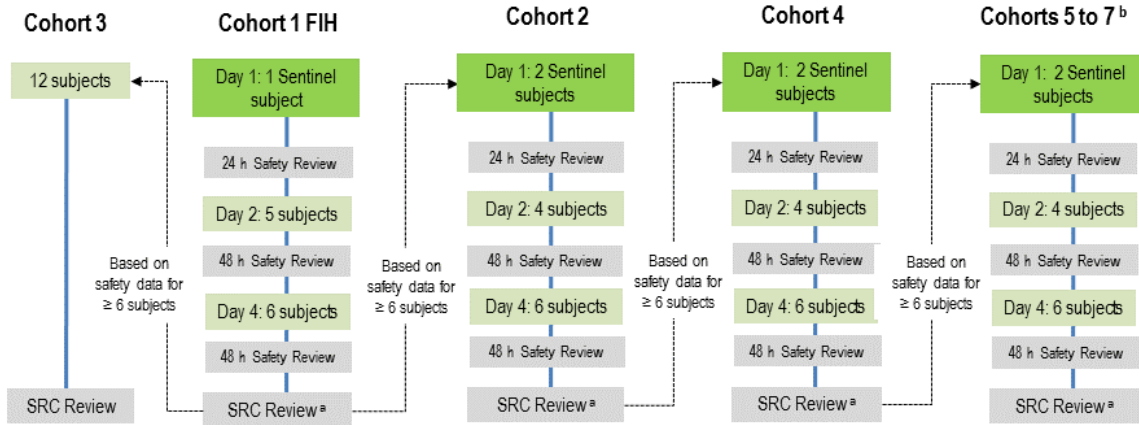 Cohort 3
12 subjects
SRC Review
Based on
safety data for
≥ 6 subjects
Cohort 1 FIH
Day 1: 1 Sentinel
subject
24 h Safety Review
Day 2: 5 subjects
48 h Safety Review
Day 4: 6 subjects
48 h Safety Review
SRC Review a
Based on
safety data for
≥ 6 subjects
Cohort 2
Day 1: 2 Sentinel
subjects
24 h Safety Review
Day 2: 4 subjects
48 h Safety Review
Day 4: 6 subjects
48 h Safety Review
SRC Review a
Based on
safety data for
≥ 6 subjects
Cohort 4
Day 1: 2 Sentinel
subjects
24 h Safety Review
Day 2: 4 subjects
48 h Safety Review
Day 4: 6 subjects
48 h Safety Review
SRC Review a
Based on
safety data for
≥ 6 subjects
Cohorts 5 to 7 b
Day 1: 2 Sentinel
subjects
24 h Safety Review
Day 2: 4 subjects
48 h Safety Review
Day 4: 6 subjects
48 h Safety Review
SRC Review a